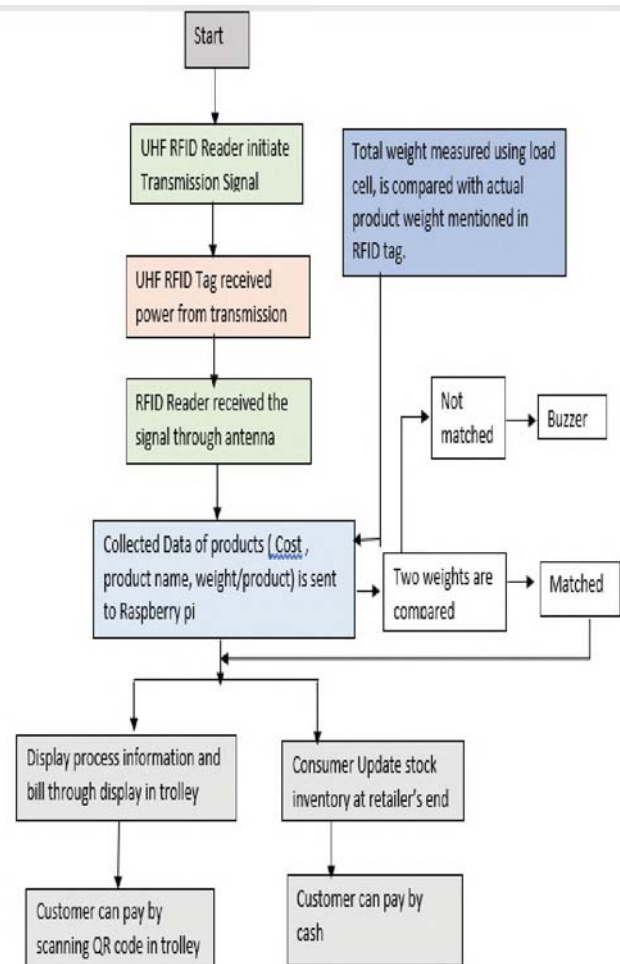 Start
UHF RFID Reader initiate
Transmission Signal
Total weight measured using load
cell, is compared with actual
product weight mentioned in
RFID tag.
UHF RFID Tag received
power from transmission
RFID Reader received the
signal through antenna
Not
matched
Buzzer
Collected Data of products ( Cost ,
product name, weight/product) is sent
to Raspberry pi
Two weights are
compared
Matched
Display process information and
bill through display in trolley
Consumer Update stock
inventory at retailer's end
Customer can pay by
scanning QR code in trolley
Customer can pay by
cash